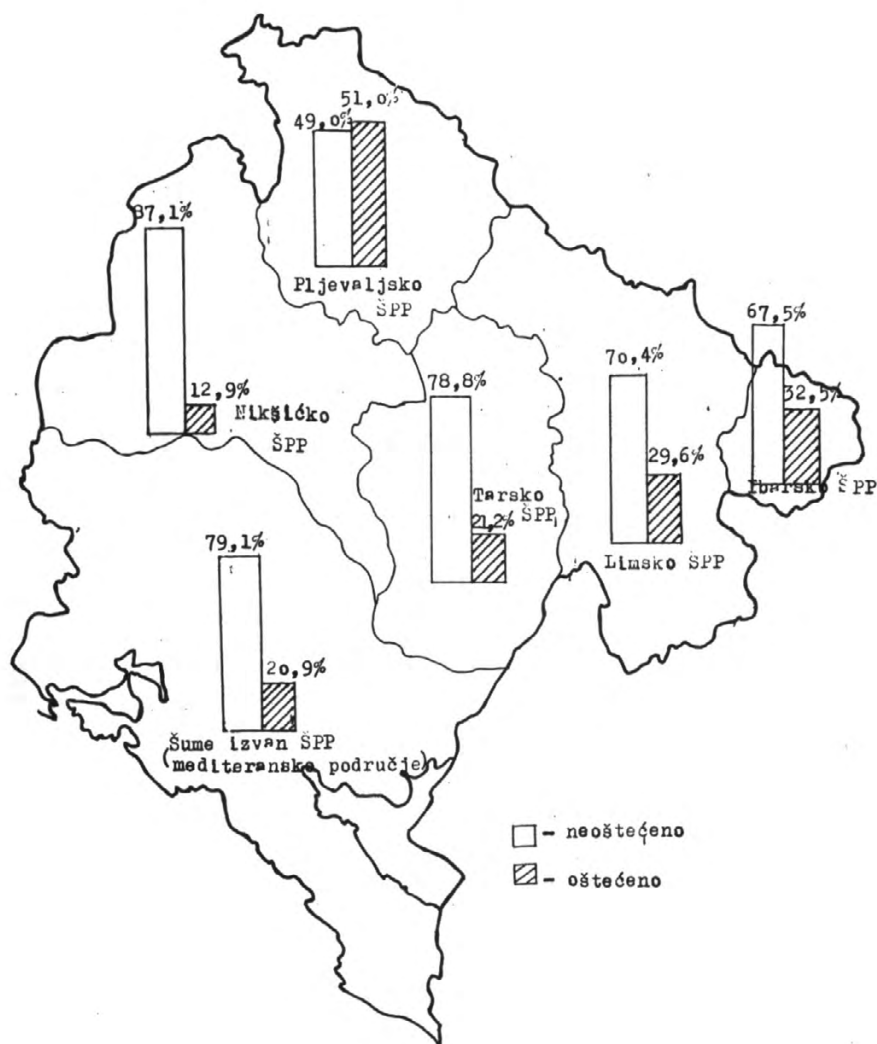 51,0%
49,0%
Pljevaljsko
ŠPP
87,1%
12,9%
Nikšićko
ŠPP
67,5%
32,5%
Ibarsko ŠPP
70,4%
29,6%
Limsko ŠPP
78,8%
Tarsko
ŠPP
21,2%
79,1%
20,9%
Šume izvan ŠPP
(mediteransko područje)
- neoštećeno
- oštećeno